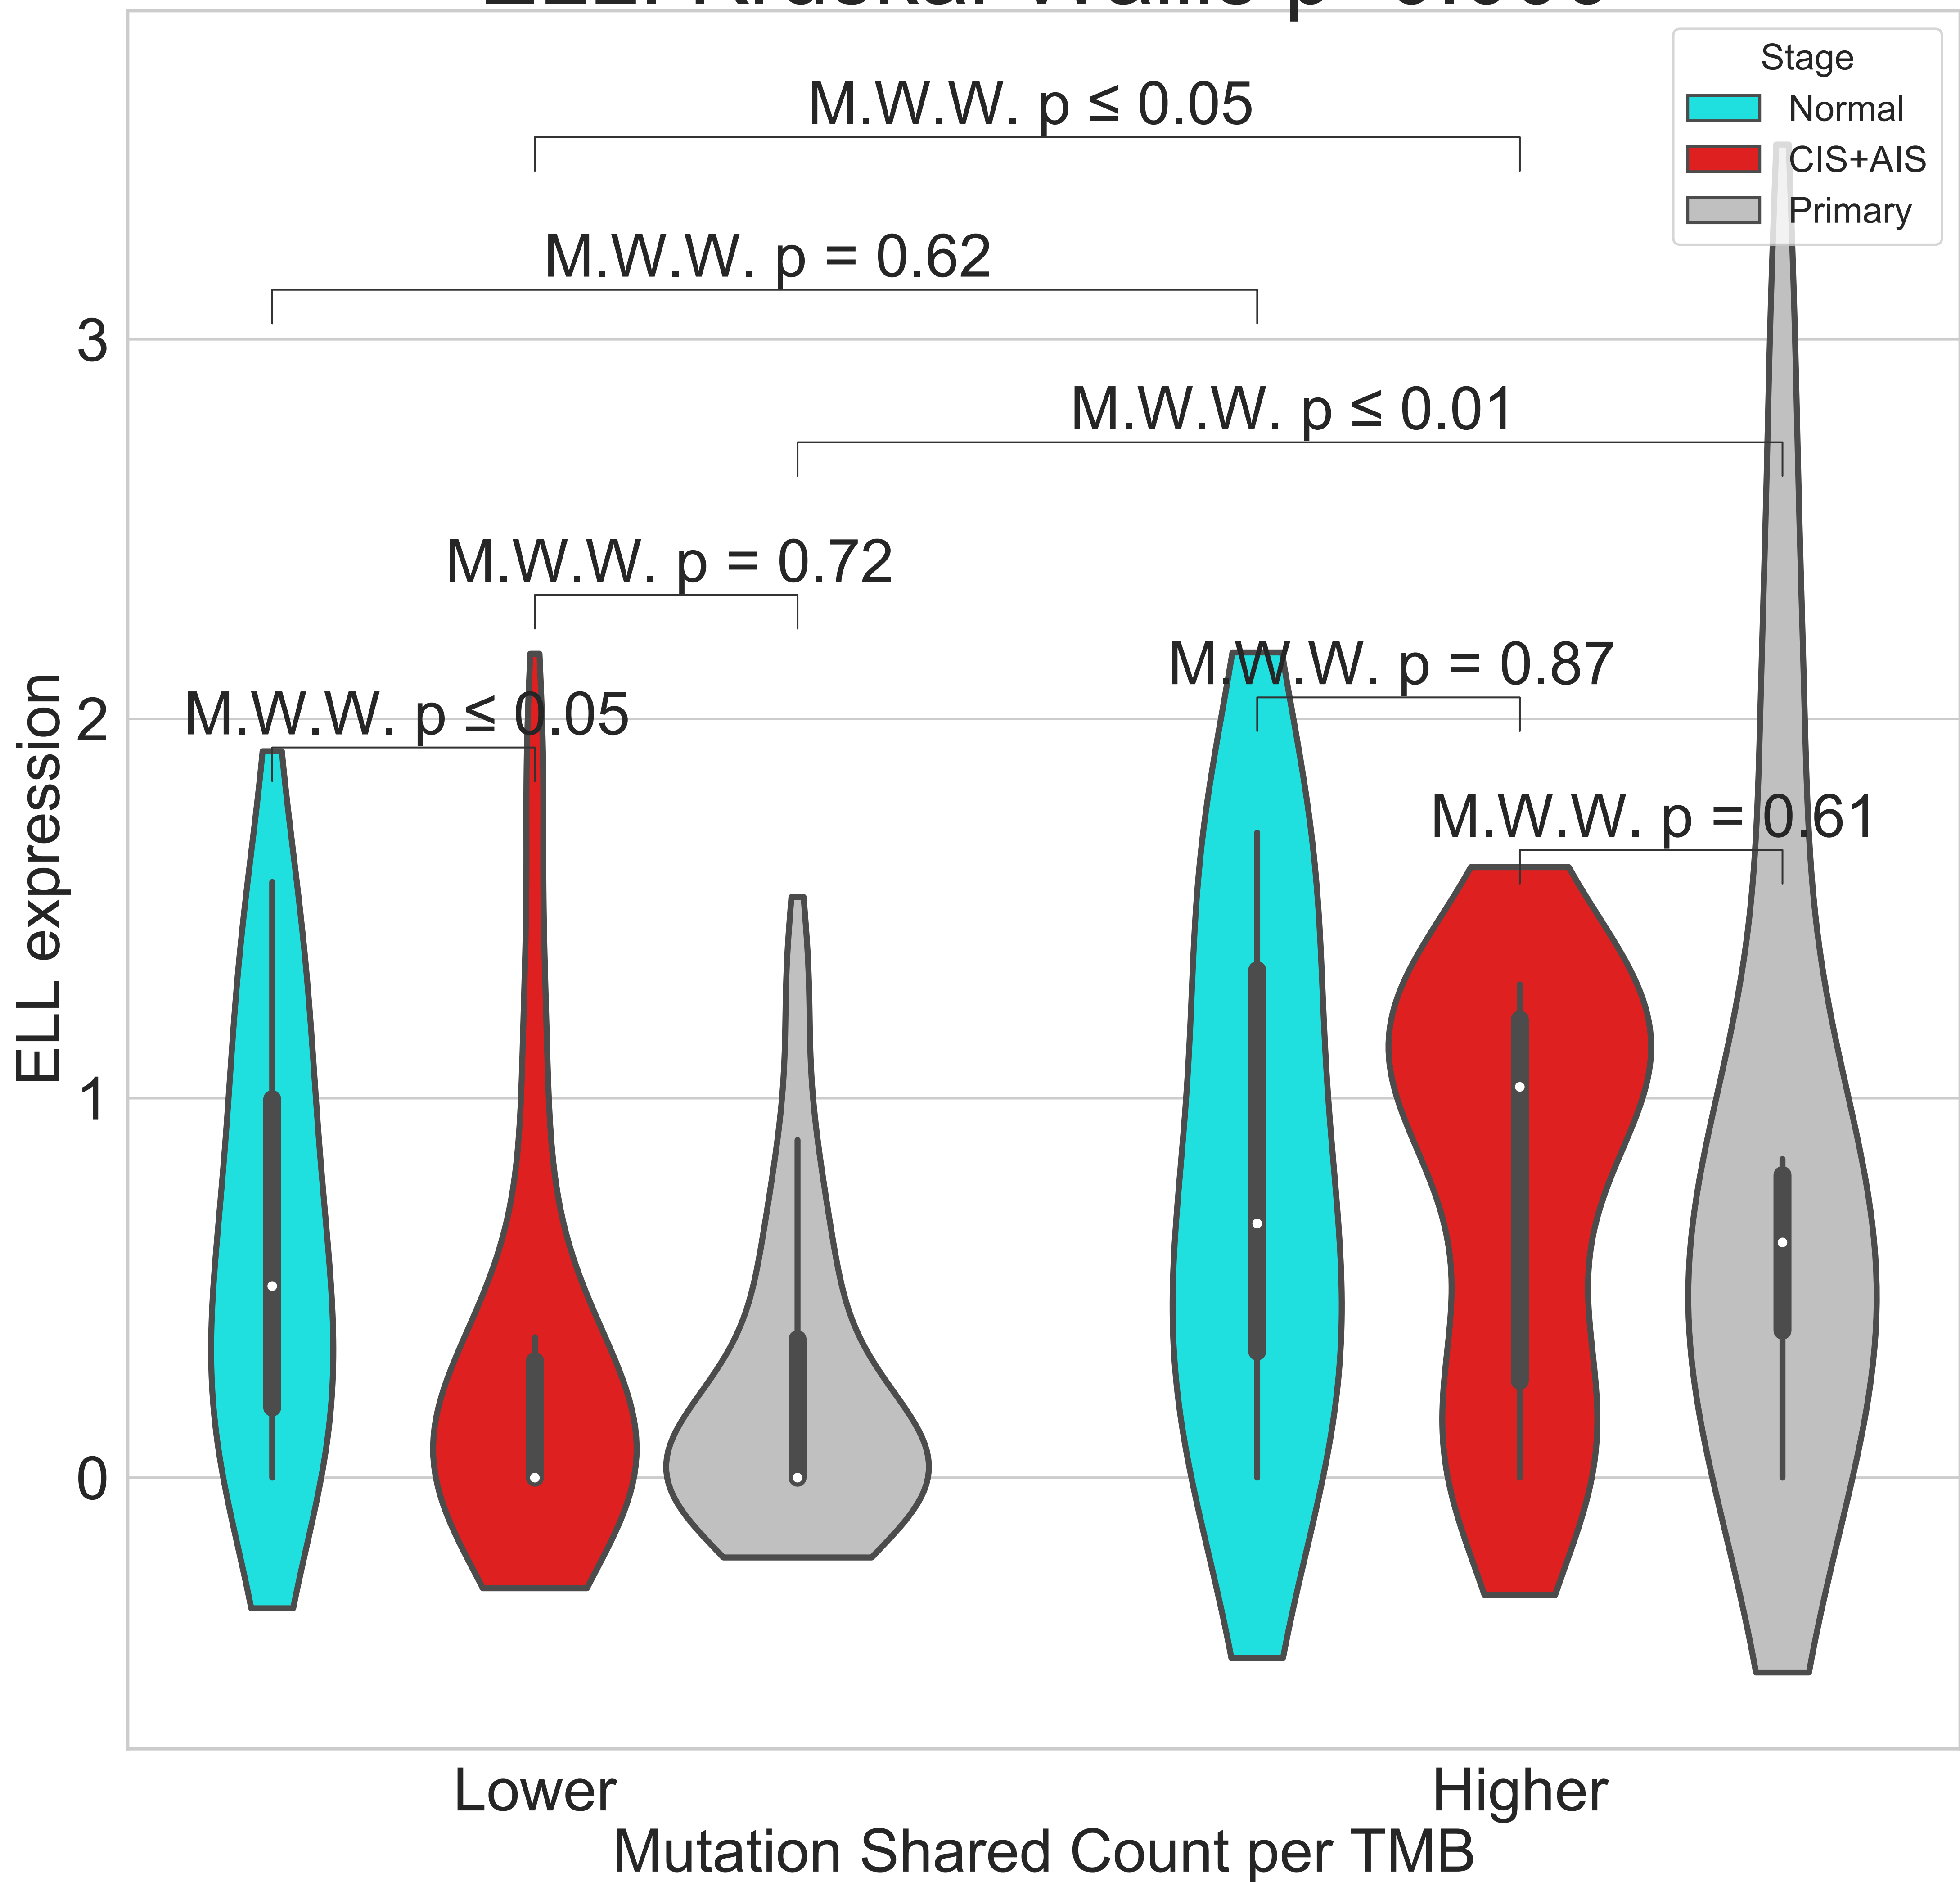 Stage
Normal
CIS+AIS
Primary
M.W.W. p ≤ 0.05
M.W.W. p = 0.62
3
M.W.W. p ≤ 0.01
M.W.W. p = 0.72
M.W.W. p = 0.87
M.W.W. p ≤ 0.05
2
M.W.W. p = 0.61
ELL expression
1
0
Lower
Higher
Mutation Shared Count per TMB